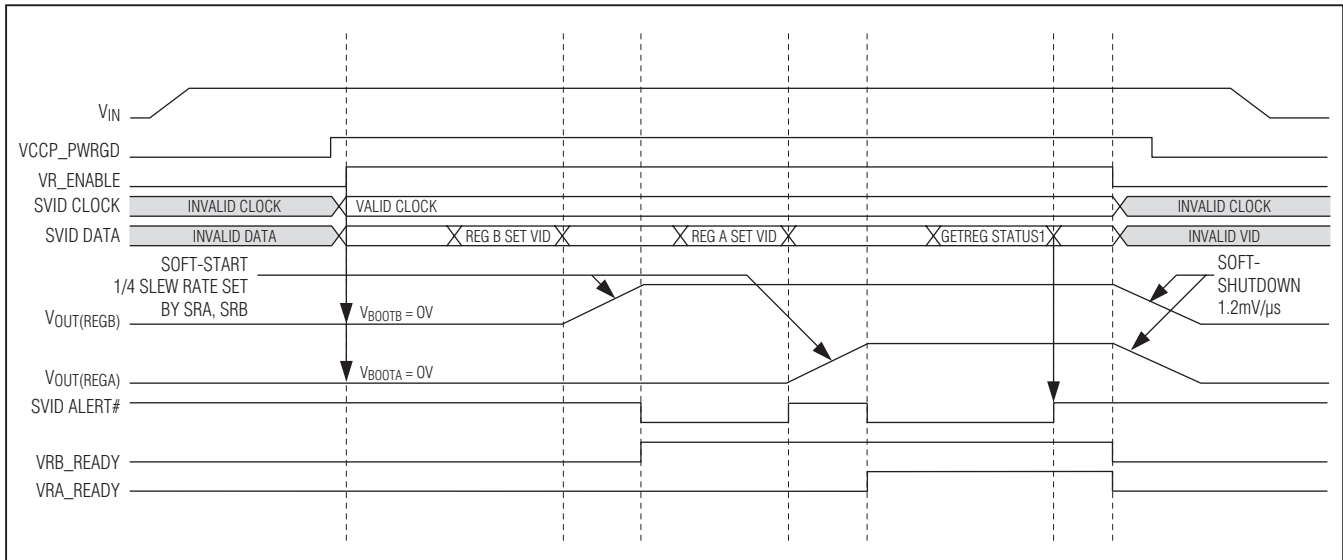 VIN
VCCP_PWRGD
VR_ENABLE
SVID CLOCK
INVALID CLOCK
VALID CLOCK
INVALID CLOCK
SVID DATA
INVALID DATA
REG B SET VID
REG A SET VID
GETREG STATUS1
INVALID VID
SOFT-START
1/4 SLEW RATE SET
BY SRA, SRB
SOFT-
SHUTDOWN
1.2mV/µs
VOUT(REGB)
VBOOTB = 0V
VOUT(REGA)
VBOOTA = 0V
SVID ALERT#
VRB_READY
VRA_READY